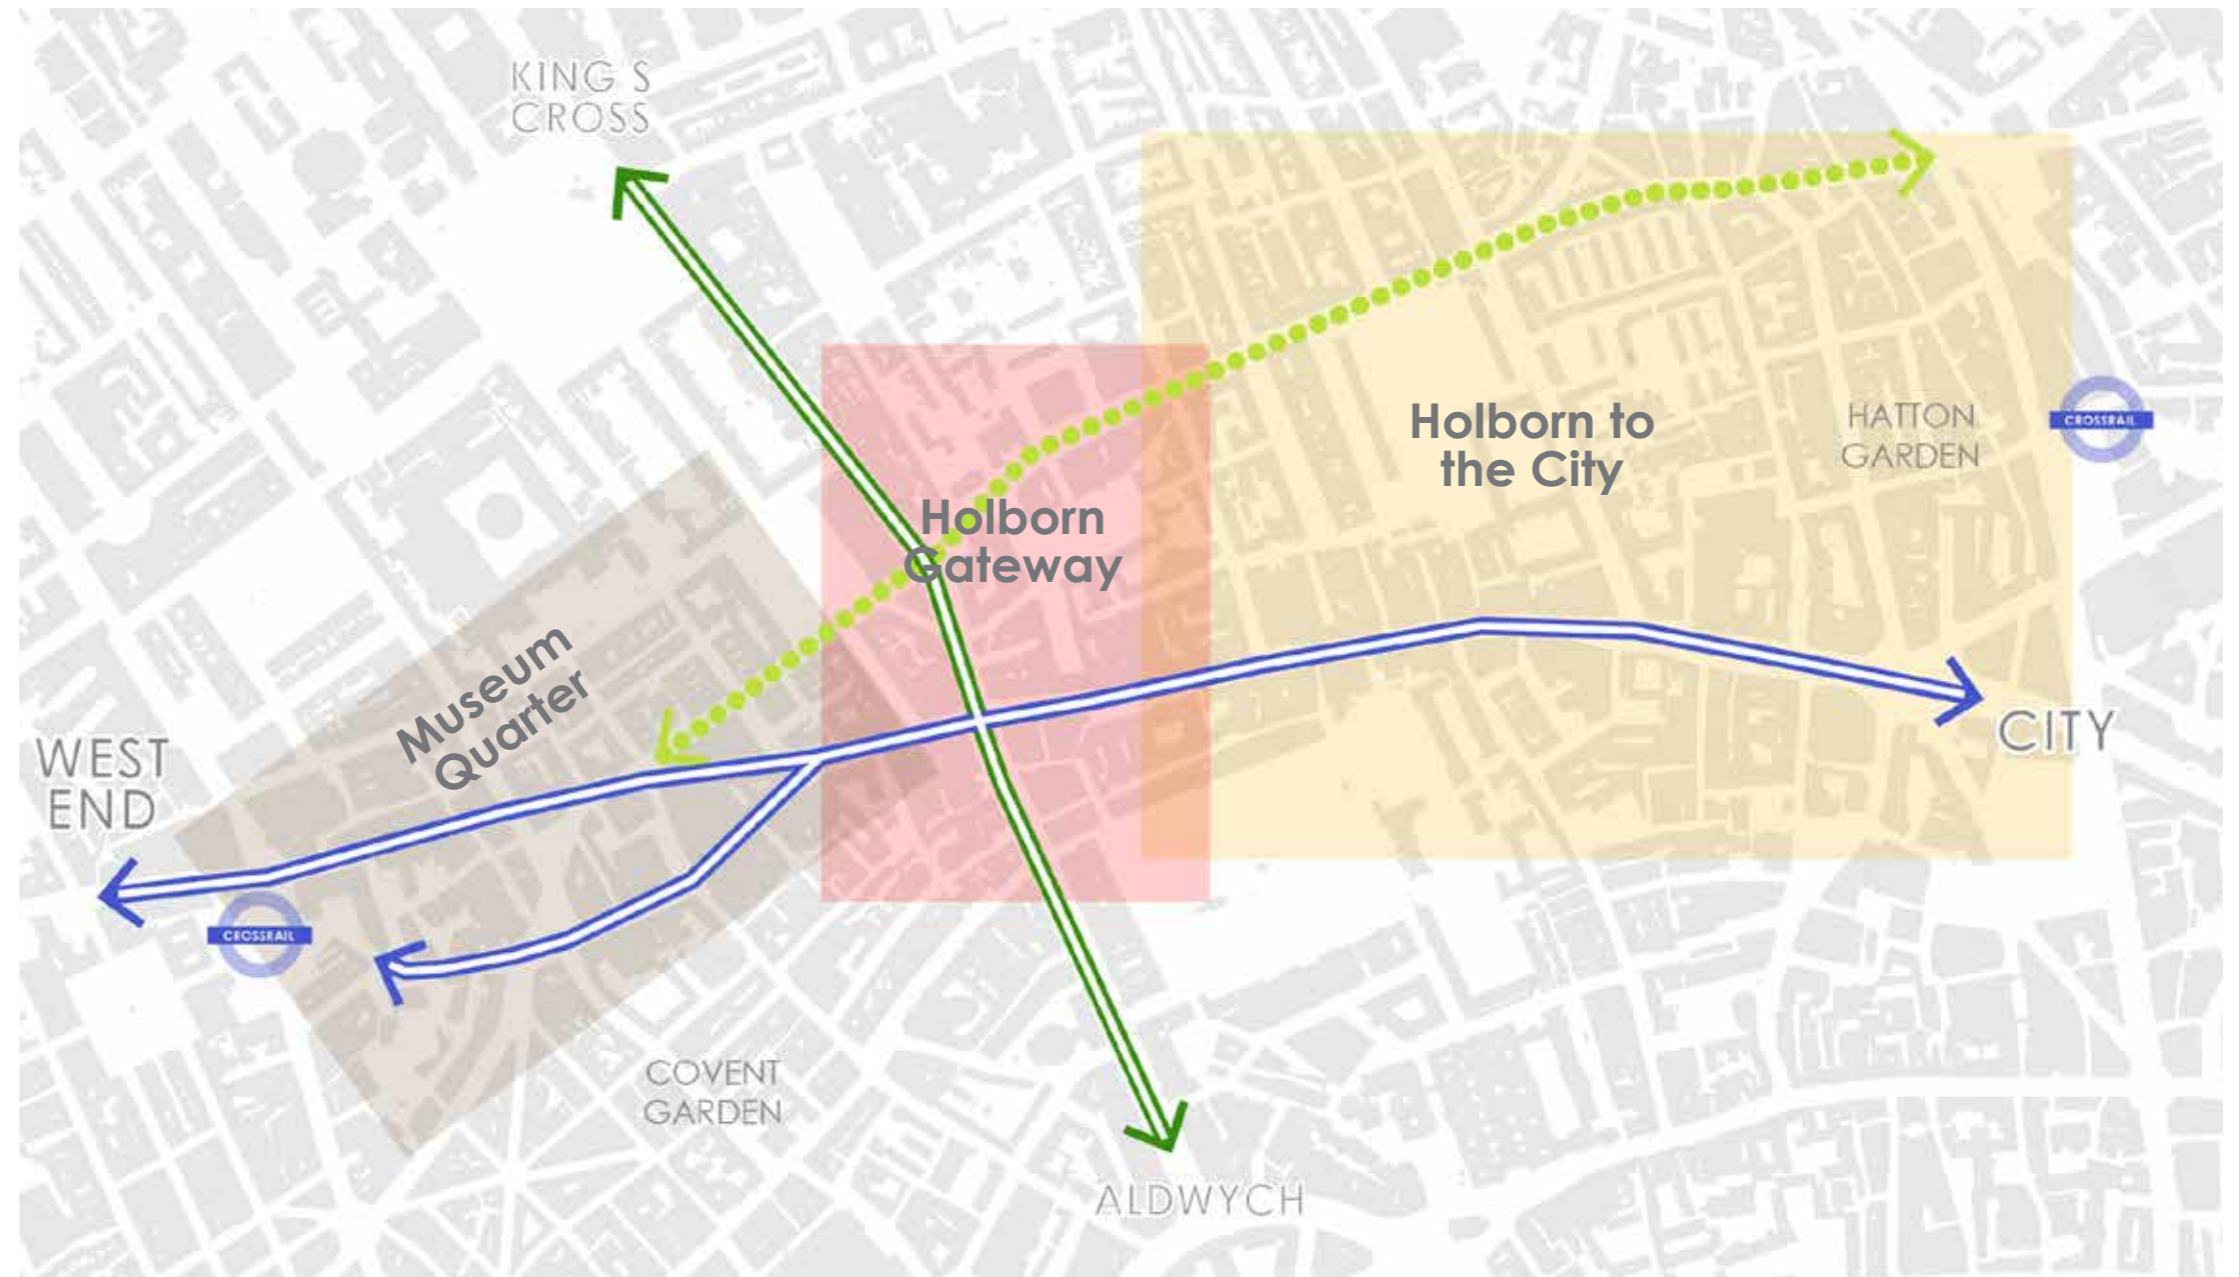 KING S
CROSS
Holborn to
the City
HATTON
GARDEN
CROSSRAIL
Holborn
Gateway
Museum
Quarter
WEST
END
CITY
CROSSRAIL
COVENT
GARDEN
ALDWYCH